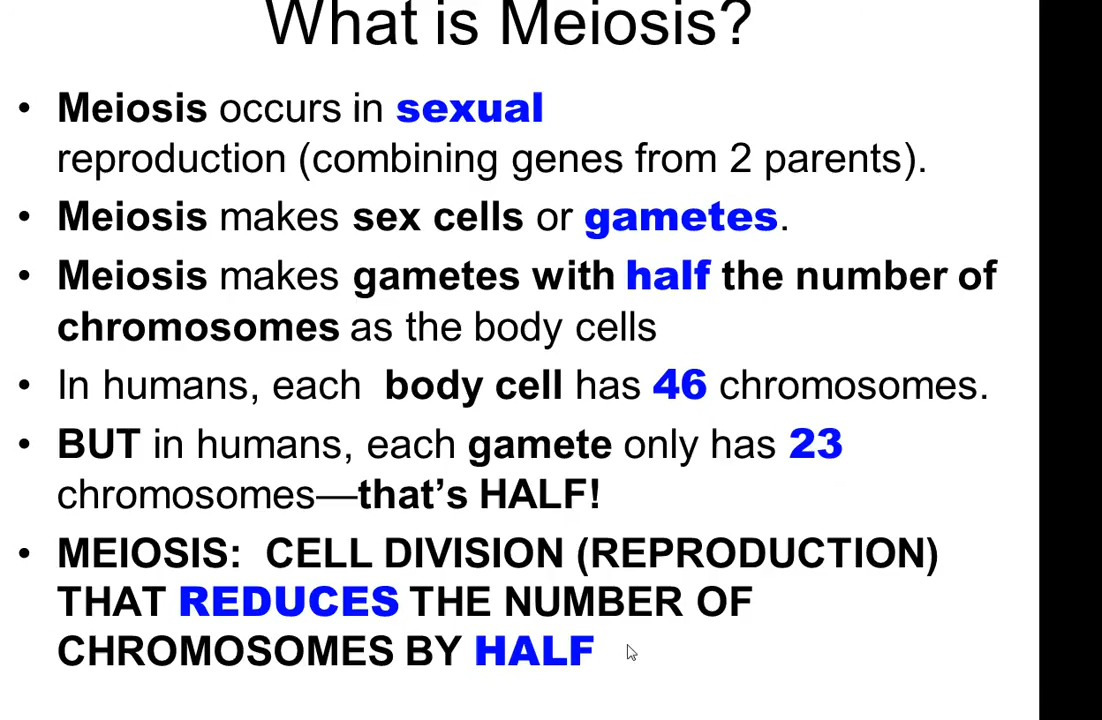 What is Meiosis?
• Meiosis occurs in sexual
reproduction (combining genes from 2 parents).
• Meiosis makes sex cells or gametes.
• Meiosis makes gametes with half the number of
chromosomes as the body cells
• In humans, each  body cell has 46 chromosomes.
• BUT in humans, each gamete only has 23
chromosomes—that’s HALF!
• MEIOSIS:  CELL DIVISION (REPRODUCTION)
THAT REDUCES THE NUMBER OF
CHROMOSOMES BY HALF